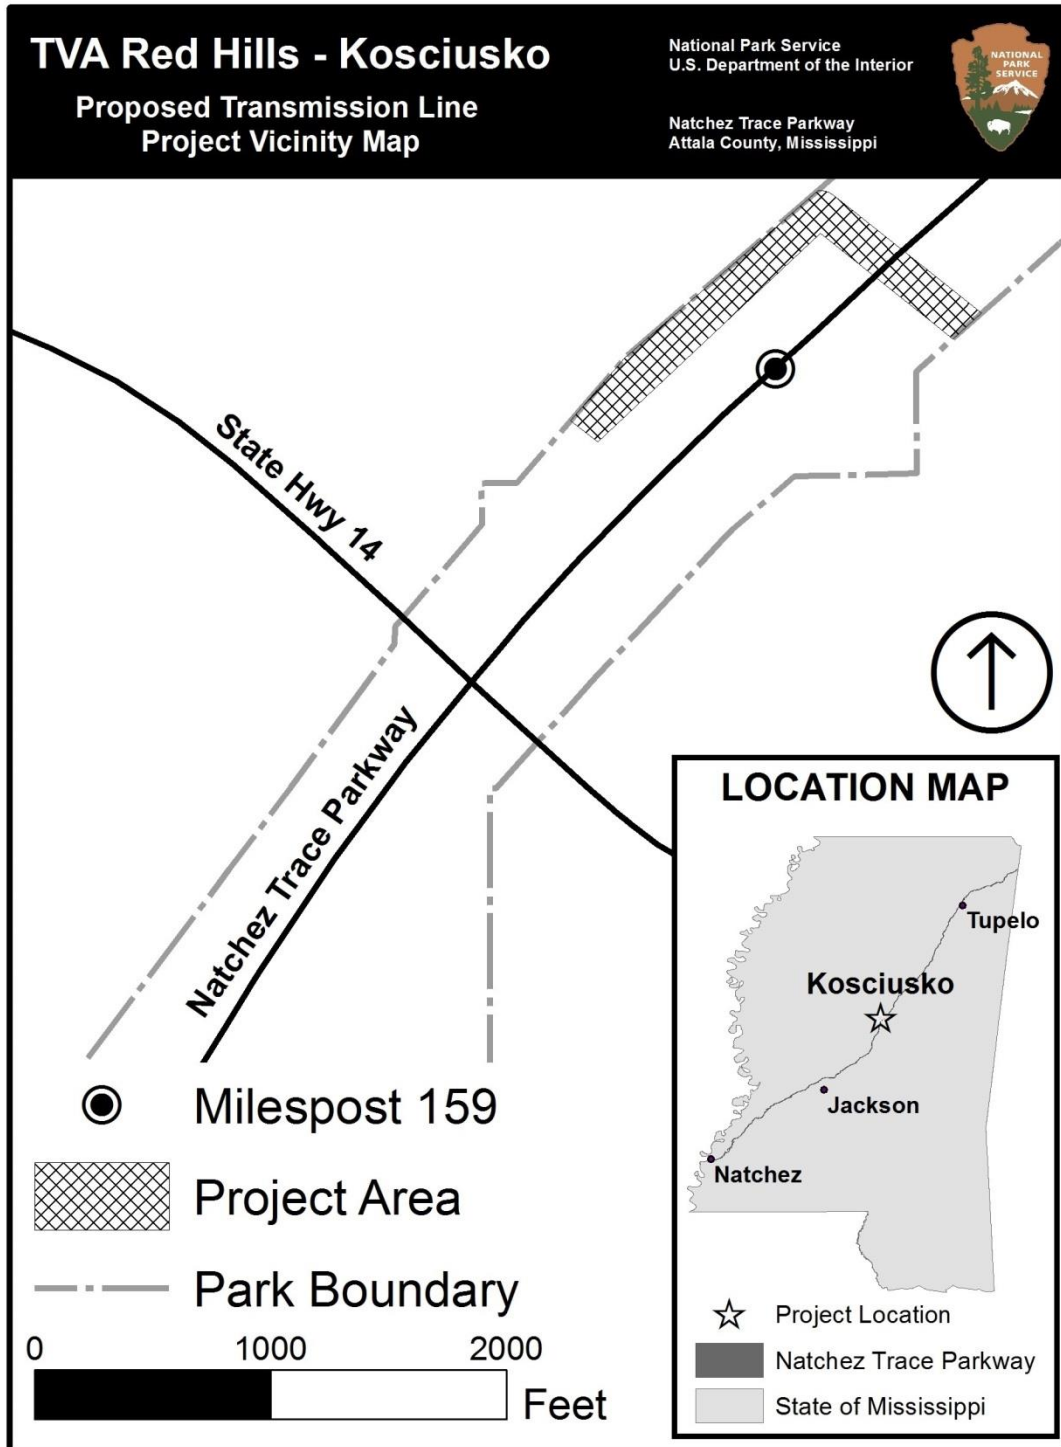 TVA Red Hills - Kosciusko
Proposed Transmission Line
Project Vicinity Map
National Park Service
U.S. Department of the Interior
Natchez Trace Parkway
Attala County, Mississippi
NATIONAL
PARK
SERVICE
State Hwy 14
Natchez Trace Parkway
Milespost 159
Project Area
Park Boundary
0 1000 2000
Feet
LOCATION MAP
Tupelo
Kosciusko
Jackson
Natchez
Project Location
Natchez Trace Parkway
State of Mississippi